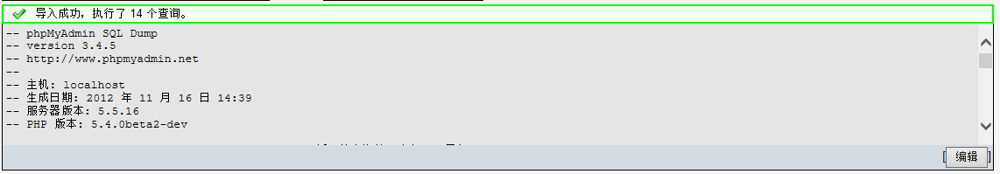 导入成功，执行了 14 个查询。
-- phpMyAdmin SQL Dump
-- version 3.4.5
-- http://www.phpmyadmin.net
--
-- 主机: localhost
-- 生成日期: 2012 年 11 月 16 日 14:39
-- 服务器版本: 5.5.16
-- PHP 版本: 5.4.0beta2-dev
[编辑]